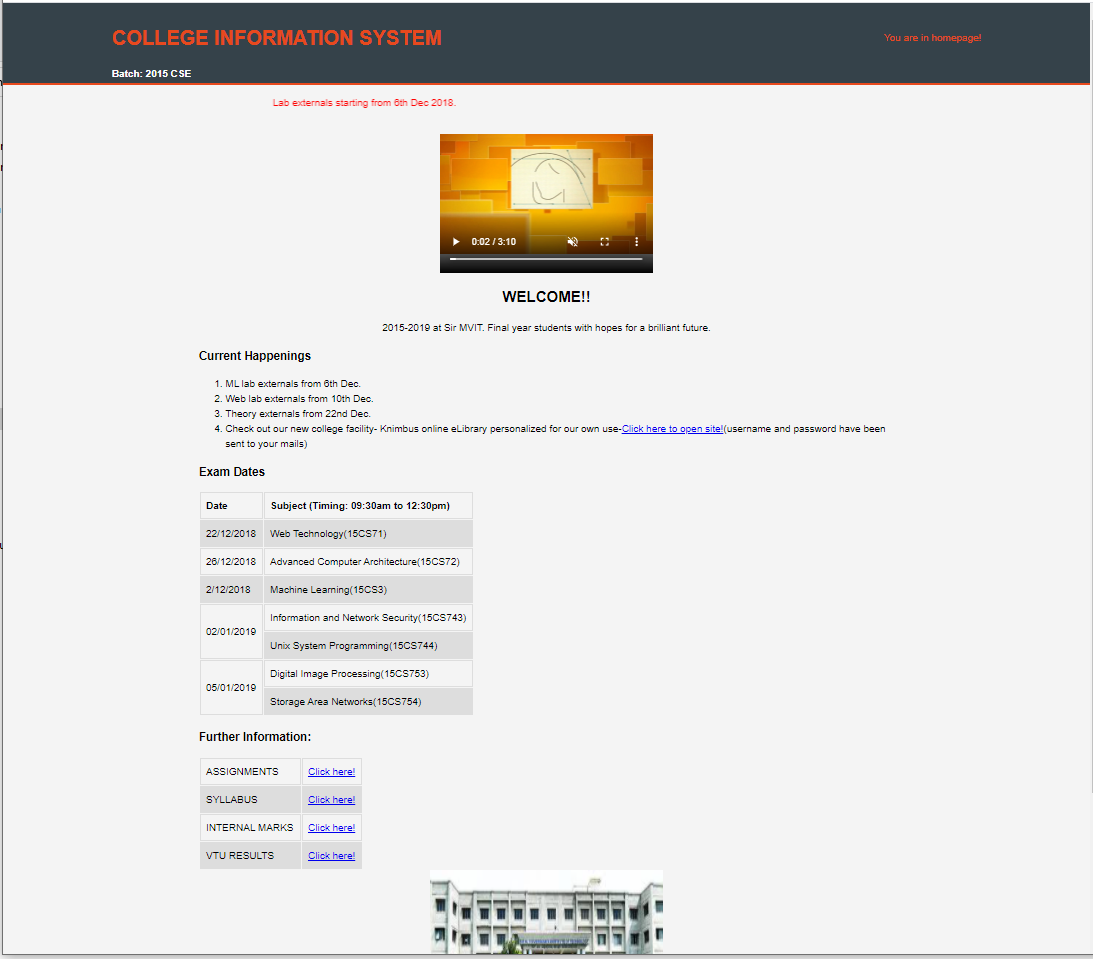 COLLEGE INFORMATION SYSTEM
You are in homepage!
Batch: 2015 CSE
Lab externals starting from 6th Dec 2018.
0:02 / 3:10
WELCOME!!
2015-2019 at Sir MVIT. Final year students with hopes for a brilliant future.
Current Happenings
1. ML lab externals from 6th Dec.
2. Web lab externals from 10th Dec.
3. Theory externals from 22nd Dec.
4. Check out our new college facility- Knimbus online eLibrary personalized for our own use-Click here to open site!(username and password have been
sent to your mails)
Exam Dates
Date Subject (Timing: 09:30am to 12:30pm)
22/12/2018 Web Technology(15CS71)
26/12/2018 Advanced Computer Architecture(15CS72)
2/12/2018 Machine Learning(15CS3)
02/01/2019 Information and Network Security(15CS743)
Unix System Programming(15CS744)
05/01/2019 Digital Image Processing(15CS753)
Storage Area Networks(15CS754)
Further Information:
ASSIGNMENTS Click here!
SYLLABUS Click here!
INTERNAL MARKS Click here!
VTU RESULTS Click here!